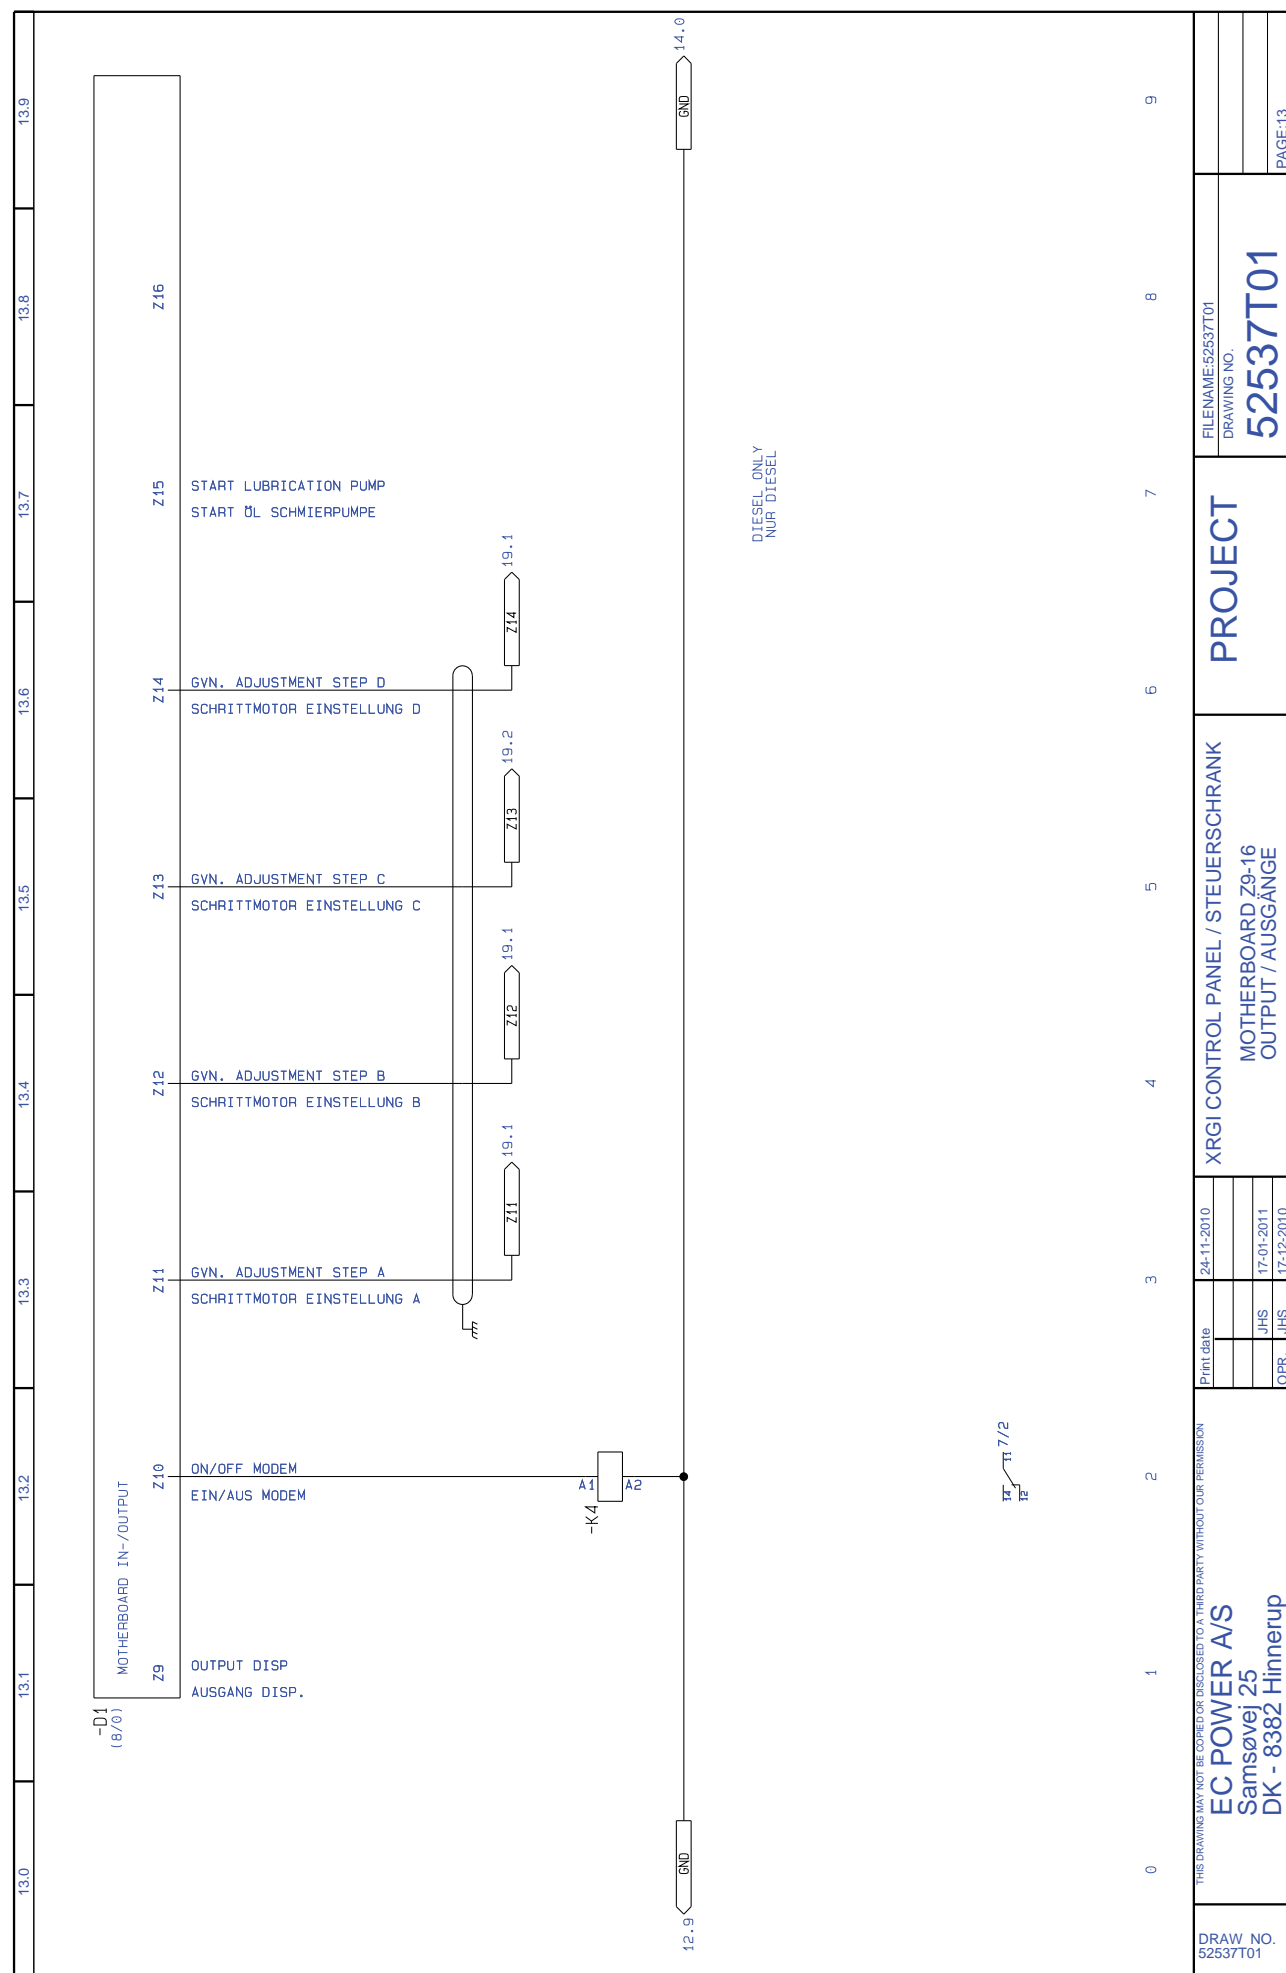 13.0
13.1
13.2
13.3
13.4
13.5
13.6
13.7
13.8
13.9
-D1
(8/0)
MOTHERBOARD IN-/OUTPUT
Z9
Z10
Z11
Z12
Z13
Z14
Z15
Z16
OUTPUT DISP
AUSGANG DISP.
ON/OFF MODEM
EIN/AUS MODEM
GVN. ADJUSTMENT STEP A
SCHRITTMOTOR EINSTELLUNG A
GVN. ADJUSTMENT STEP B
SCHRITTMOTOR EINSTELLUNG B
GVN. ADJUSTMENT STEP C
SCHRITTMOTOR EINSTELLUNG C
GVN. ADJUSTMENT STEP D
SCHRITTMOTOR EINSTELLUNG D
START LUBRICATION PUMP
START ÖL SCHMIERPUMPE
Z11
19.1
Z12
19.1
Z13
19.2
Z14
19.1
-K4
A1
A2
12.9
GND
GND
14.0
DIESEL ONLY
NUR DIESEL
14
12
11
7/2
0
1
2
3
4
5
6
7
8
9
DRAW NO.
52537T01
THIS DRAWING MAY NOT BE COPIED OR DISCLOSED TO A THIRD PARTY WITHOUT OUR PERMISSION
EC POWER A/S
Samsøvej 25
DK - 8382 Hinnerup
Print date
24-11-2010
JHS
17-01-2011
OPR.
JHS
17-12-2010
XRGI CONTROL PANEL / STEUERSCHRANK
MOTHERBOARD Z9-16
OUTPUT / AUSGÄNGE
PROJECT
FILENAME:52537T01
DRAWING NO.
52537T01
PAGE:13